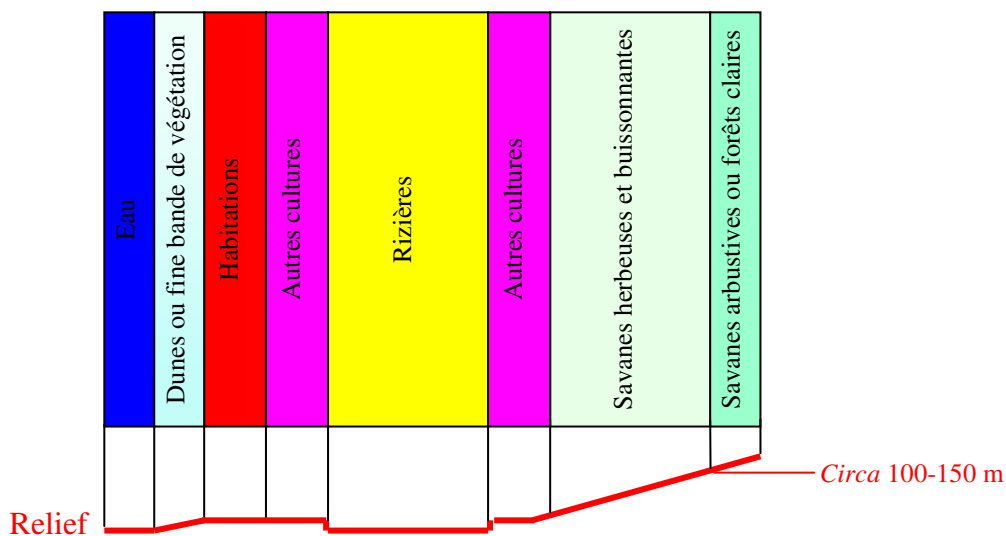 Eau
Dunes ou fine bande de végétation
Habitations
Autres cultures
Rizières
Autres cultures
Savanes herbeuses et buissonnantes
Savanes arbustives ou forêts claires
Circa 100-150 m
Relief